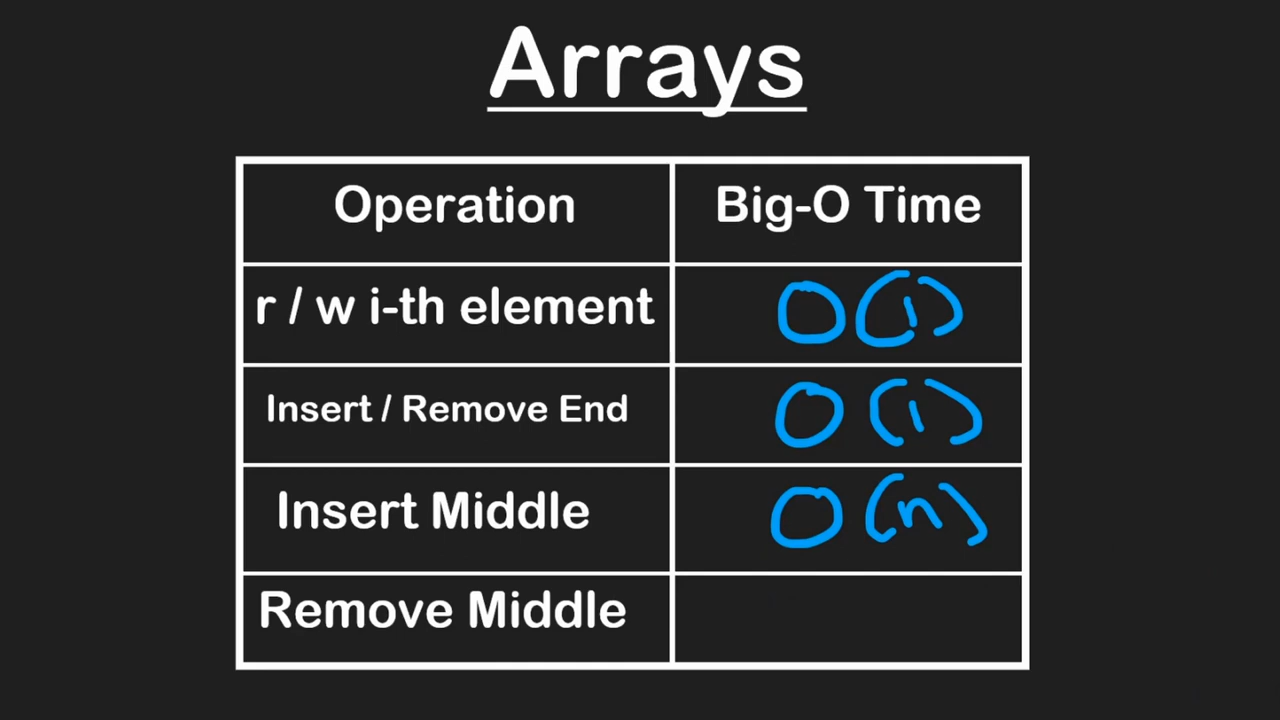 Arrays
Operation Big-O Time
r / w i-th element O(1)
Insert / Remove End O(1)
Insert Middle O(n)
Remove Middle